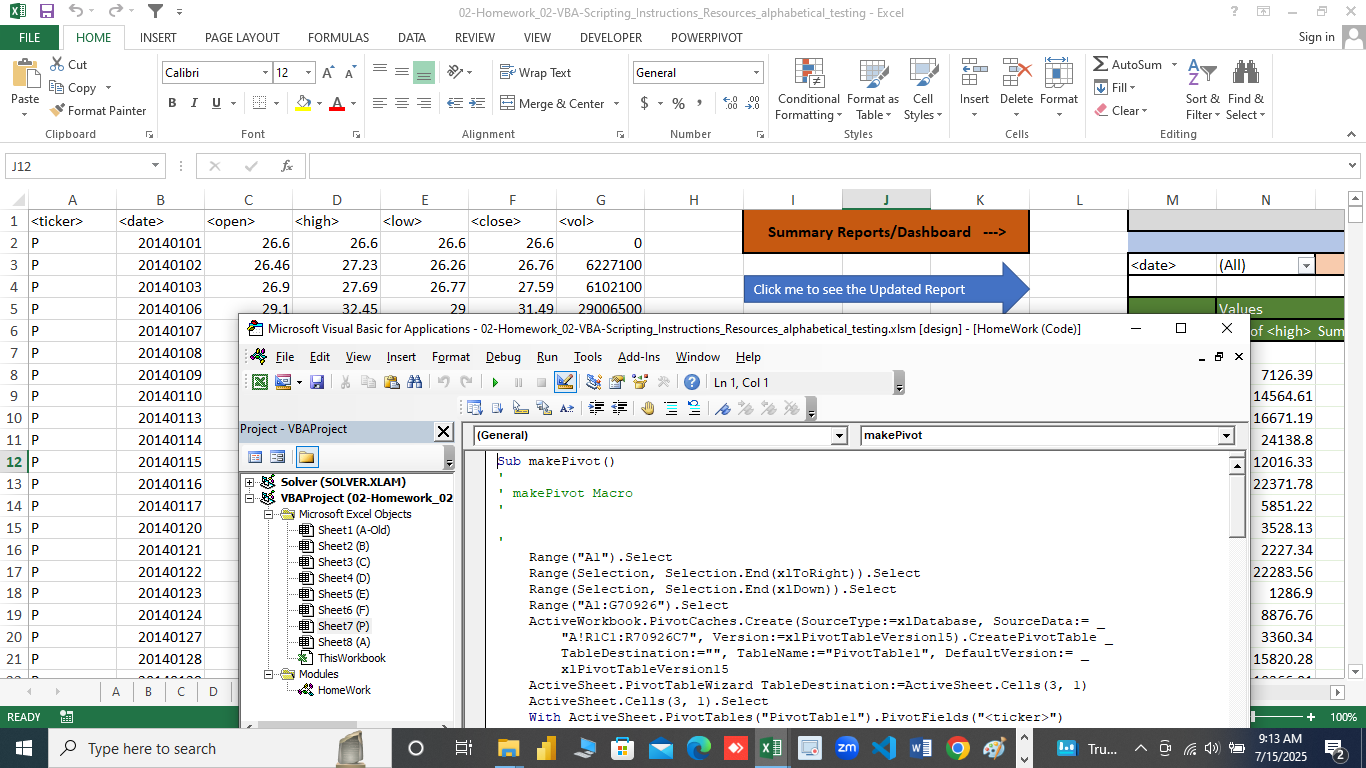 02-Homework_02-VBA-Scripting_Instructions_Resources_alphabetical_testing - Excel
FILE HOME INSERT PAGE LAYOUT FORMULAS DATA REVIEW VIEW DEVELOPER POWERPIVOT Sign in
Paste Cut Copy Format Painter
Calibri 12 Wrap Text General AutoSum
B I U Merge & Center $ % , Fill Clear
Conditional Formatting Format as Table Cell Styles Insert Delete Format Sort & Filter Find & Select
Clipboard Font Alignment Number Styles Cells Editing
J12 fx
A B C D E F G H I J K L M N
1 <ticker> <date> <open> <high> <low> <close> <vol>
2 P 20140101 26.6 26.6 26.6 26.6 0 Summary Reports/Dashboard --->
3 P 20140102 26.46 27.23 26.26 26.76 6227100 <date> (All)
4 P 20140103 26.9 27.69 26.77 27.59 6102100 Click me to see the Updated Report
5 P 20140106 29.1 32.45 29 31.49 29006500 Values
6 P 20140107 of <high> Sum
7 P 20140108
8 P 20140109 7126.39
9 P 20140110 14564.61
10 P 20140113 16671.19
11 P 20140114 24138.8
12 P 20140115 12016.33
13 P 20140116 22371.78
14 P 20140117 5851.22
15 P 20140120 3528.13
16 P 20140121 2227.34
17 P 20140122 22283.56
18 P 20140123 1286.9
19 P 20140124 8876.76
20 P 20140127 3360.34
21 P 20140128 15820.28
A B C D
READY 100%
Microsoft Visual Basic for Applications - 02-Homework_02-VBA-Scripting_Instructions_Resources_alphabetical_testing.xlsm [design] - [HomeWork (Code)]
File Edit View Insert Format Debug Run Tools Add-Ins Window Help
Ln 1, Col 1
Project - VBAProject
(General) makePivot
Solver (SOLVER.XLAM)
VBAProject (02-Homework_02
Microsoft Excel Objects
Sheet1 (A-Old)
Sheet2 (B)
Sheet3 (C)
Sheet4 (D)
Sheet5 (E)
Sheet6 (F)
Sheet7 (P)
Sheet8 (A)
ThisWorkbook
Modules
HomeWork
Sub makePivot()
'
' makePivot Macro
'

'
Range("A1").Select
Range(Selection, Selection.End(xlToRight)).Select
Range(Selection, Selection.End(xlDown)).Select
Range("A1:G70926").Select
ActiveWorkbook.PivotCaches.Create(SourceType:=xlDatabase, SourceData:= _
"A!R1C1:R70926C7", Version:=xlPivotTableVersion15).CreatePivotTable _
TableDestination:="", TableName:="PivotTable1", DefaultVersion:= _
xlPivotTableVersion15
ActiveSheet.PivotTableWizard TableDestination:=ActiveSheet.Cells(3, 1)
ActiveSheet.Cells(3, 1).Select
With ActiveSheet.PivotTables("PivotTable1").PivotFields("<ticker>")
Type here to search
zm
Tru...
9:13 AM
7/15/2025
2